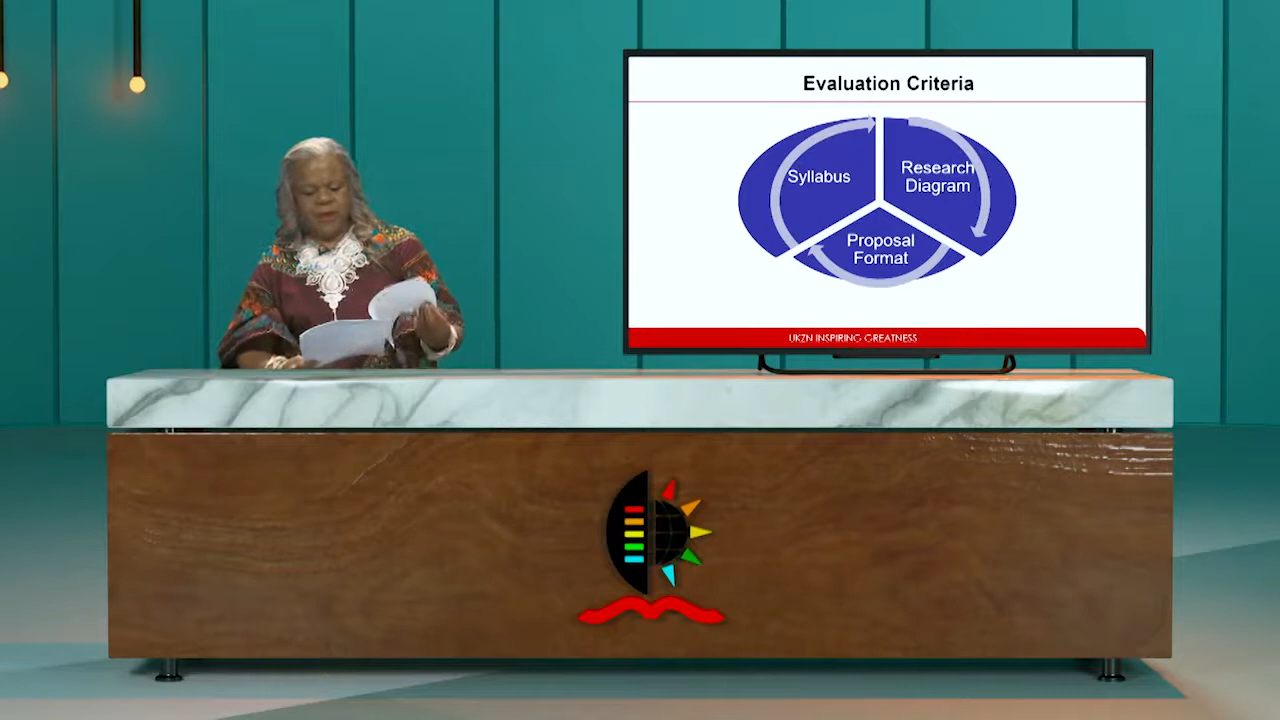 Evaluation Criteria
Syllabus
Research
Diagram
Proposal
Format
UKZN INSPIRING GREATNESS